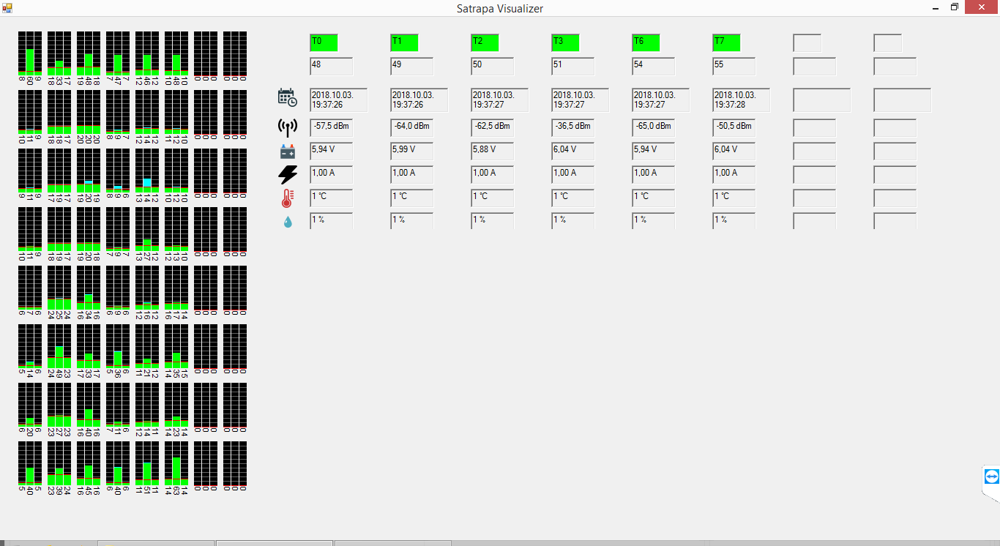 Satrapa Visualizer
T0 T1 T2 T3 T6 T7
48 49 50 51 54 55
2018.10.03. 2018.10.03. 2018.10.03. 2018.10.03. 2018.10.03. 2018.10.03.
19:37:26 19:37:26 19:37:27 19:37:27 19:37:27 19:37:28
-57,5 dBm -64,0 dBm -62,5 dBm -36,5 dBm -65,0 dBm -50,5 dBm
5,94 V 5,99 V 5,88 V 6,04 V 5,94 V 6,04 V
1,00 A 1,00 A 1,00 A 1,00 A 1,00 A 1,00 A
1 °C 1 °C 1 °C 1 °C 1 °C 1 °C
1 % 1 % 1 % 1 % 1 % 1 %
8 60 9 18 33 17 19 48 18 7 47 7 12 46 12 10 48 10 0 0 0 0 0 0
10 11 9 18 18 17 20 20 20 8 9 7 12 14 12 11 12 10 0 0 0 0 0 0
9 11 9 17 19 17 19 20 19 8 9 6 13 14 12 10 12 10 0 0 0 0 0 0
10 11 9 18 19 17 19 20 18 7 9 7 13 27 12 12 13 10 0 0 0 0 0 0
6 7 6 24 25 24 16 34 16 6 9 6 12 16 12 16 17 14 0 0 0 0 0 0
5 14 6 24 49 23 17 33 17 5 36 6 11 21 12 14 35 15 0 0 0 0 0 0
6 20 6 23 27 23 16 40 16 7 11 6 12 14 11 14 23 14 0 0 0 0 0 0
5 40 5 23 39 24 16 45 16 6 40 6 11 51 11 14 63 14 0 0 0 0 0 0